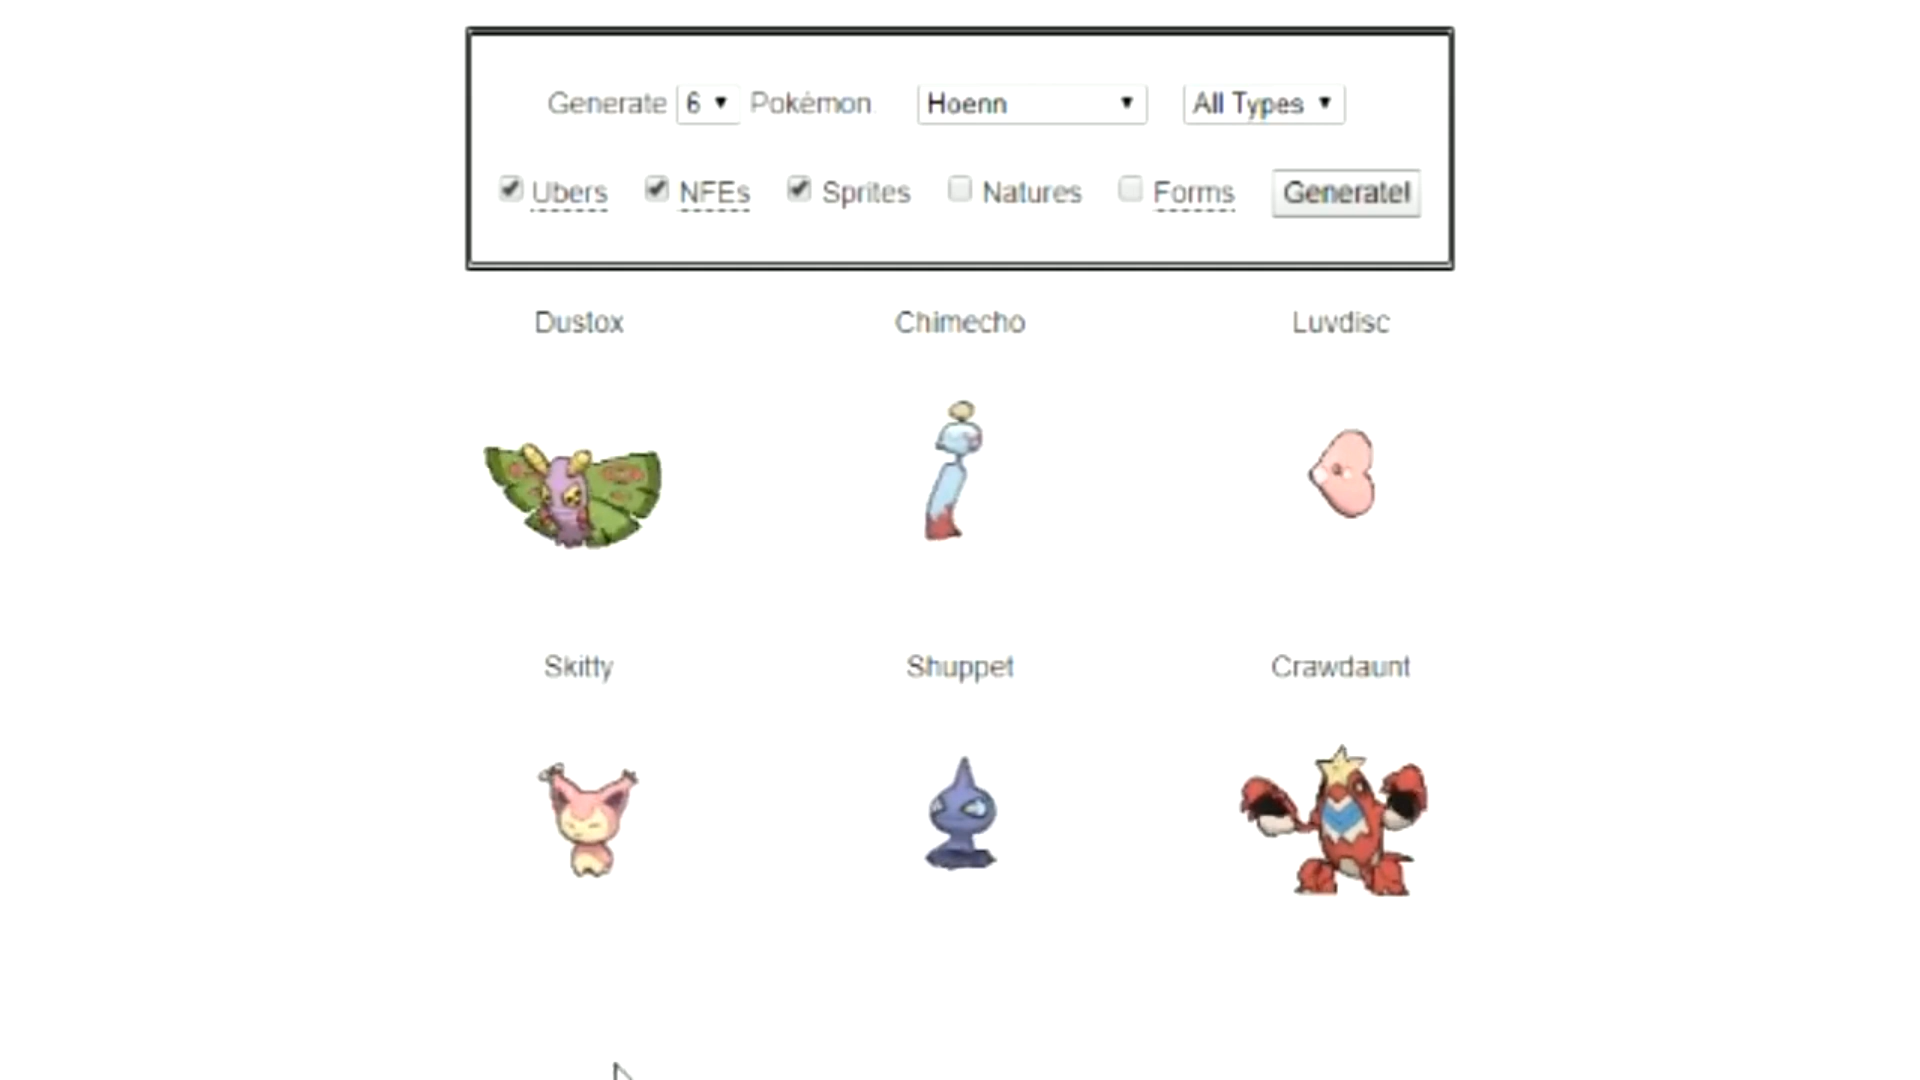 Generate 6 Pokémon Hoenn All Types
Ubers NFEs Sprites Natures Forms Generate!
Dustox Chimecho Luvdisc
Skitty Shuppet Crawdaunt